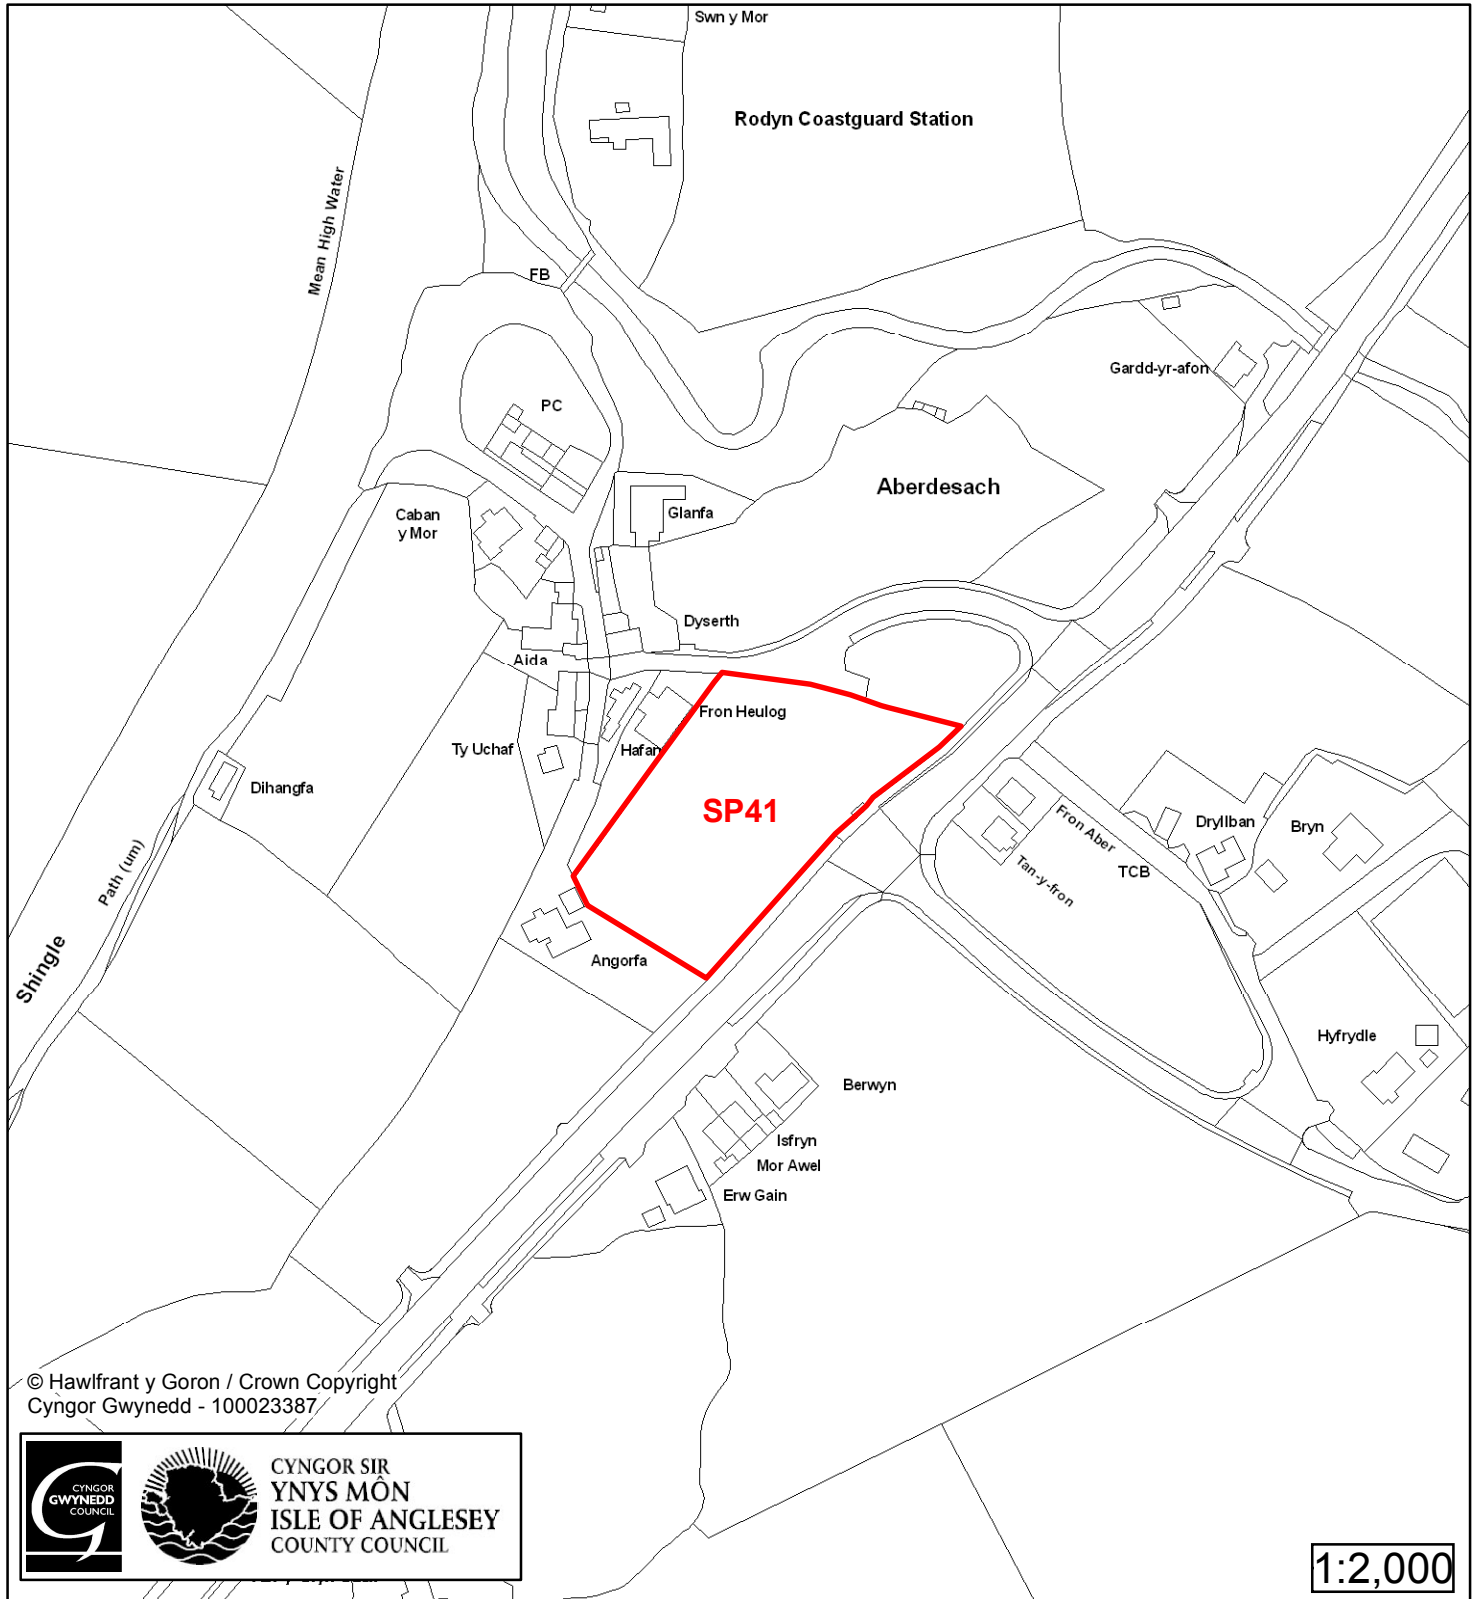 Swn y Mor
Rodyn Coastguard Station
Mean High Water
FB
Gardd-yr-afon
PC
Aberdesach
Caban
y Mor
Glanfa
Dyserth
Aida
Fron Heulog
Ty Uchaf
Hafan
Dihangfa
SP41
Fron Aber
Dryllban
Bryn
Tan-y-fron
TCB
Path (um)
Shingle
Angorfa
Hyfrydle
Berwyn
Isfryn
Mor Awel
Erw Gain
© Hawlfrant y Goron / Crown Copyright
Cyngor Gwynedd - 100023387
CYNGOR
GWYNEDD
COUNCIL
CYNGOR SIR
YNYS MÔN
ISLE OF ANGLESEY
COUNTY COUNCIL
1:2,000